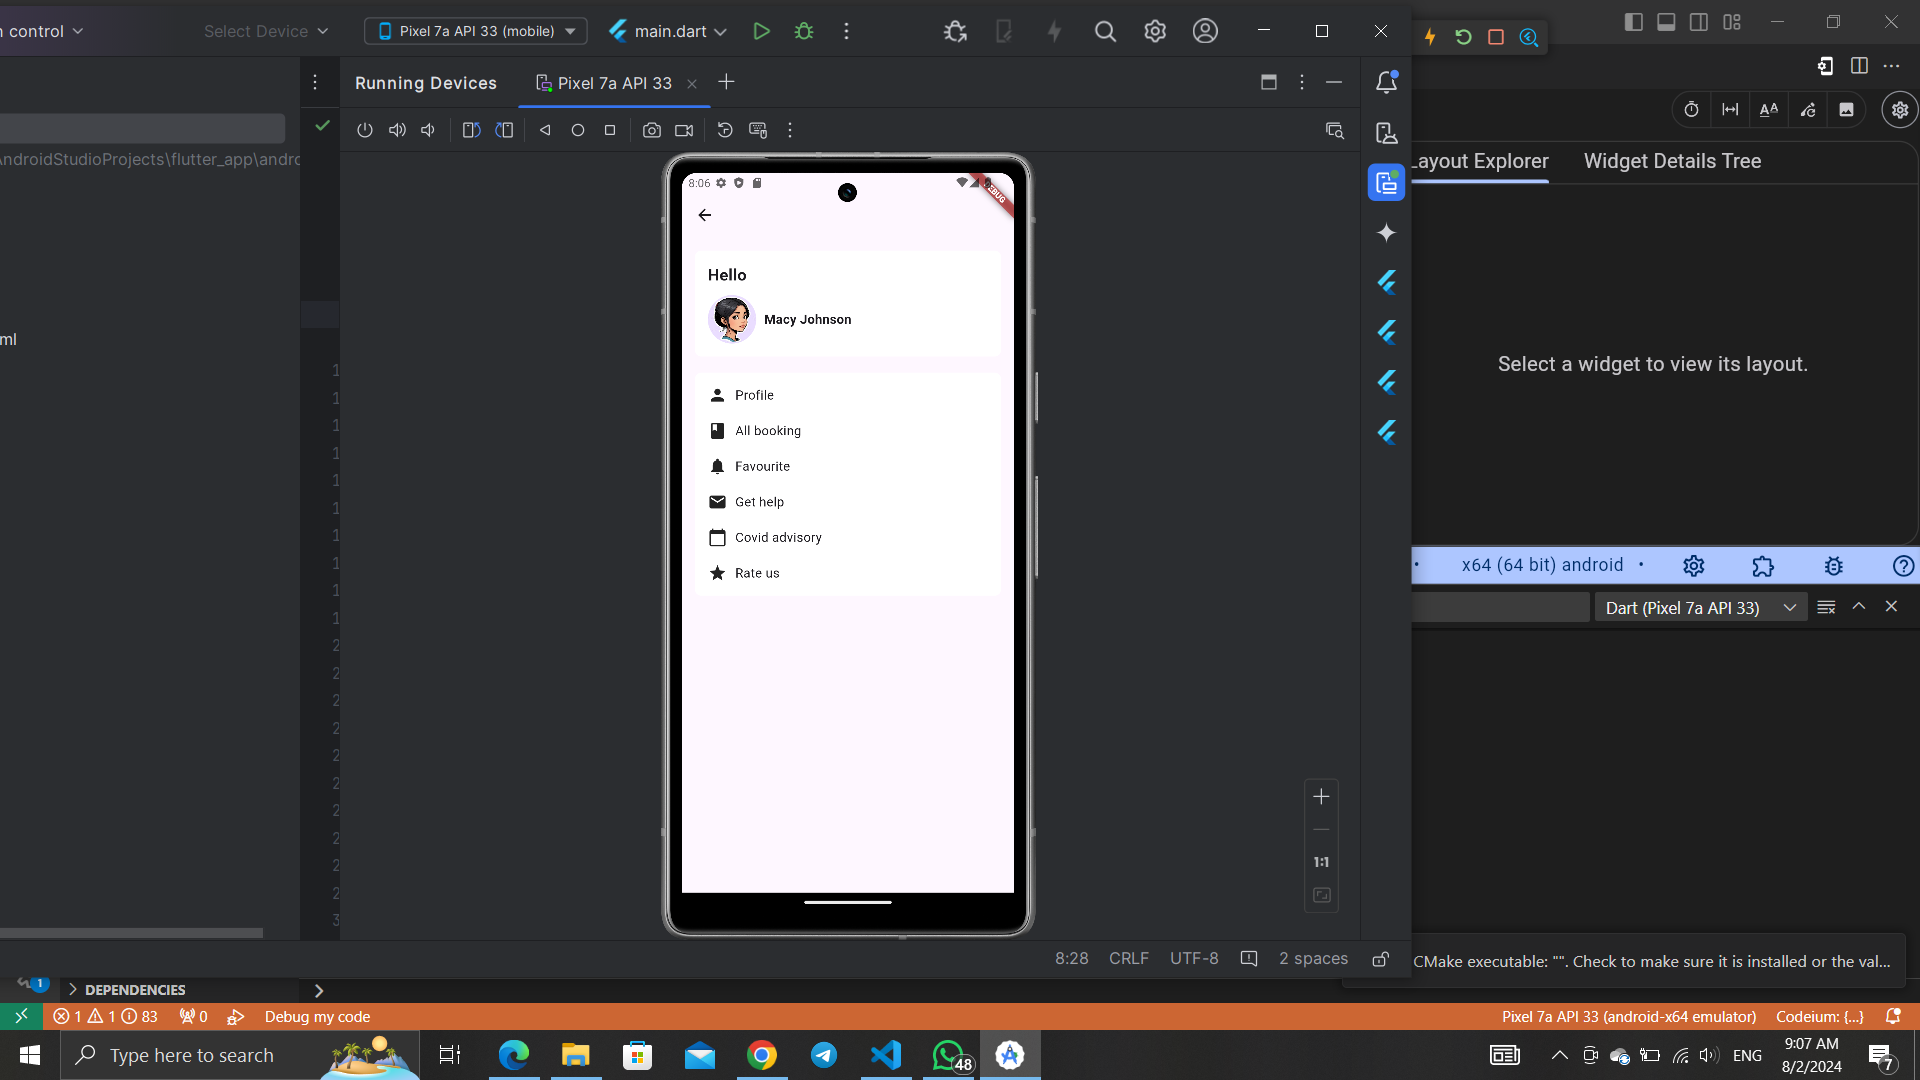 n control
Select Device
Pixel 7a API 33 (mobile)
main.dart
Running Devices
Pixel 7a API 33
AndroidStudioProjects\flutter_app\andro
ml
8:06
Hello
Macy Johnson
Profile
All booking
Favourite
Get help
Covid advisory
Rate us
1:1
8:28
CRLF
UTF-8
2 spaces
AA
Layout Explorer
Widget Details Tree
Select a widget to view its layout.
x64 (64 bit) android
Dart (Pixel 7a API 33)
CMake executable: "". Check to make sure it is installed or the val...
1
DEPENDENCIES
1 1 83 0 Debug my code
Pixel 7a API 33 (android-x64 emulator) Codeium: {...}
Type here to search
48
ENG
9:07 AM
8/2/2024
7